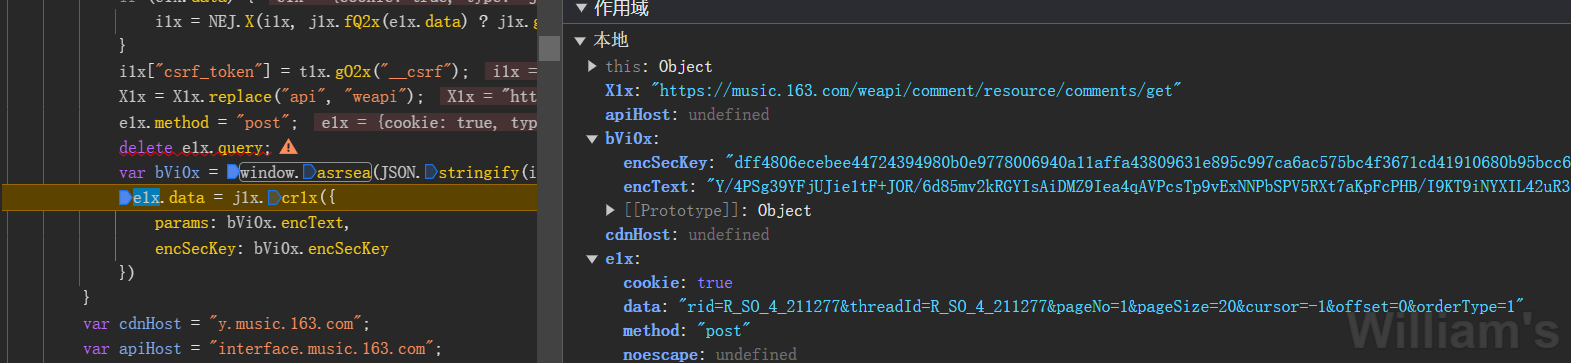 i1x = NEJ.X(i1x, j1x.fQ2x(e1x.data) ? j1x.g
}
i1x["csrf_token"] = t1x.gO2x("__csrf"); i1x =
X1x = X1x.replace("api", "weapi"); X1x = "htt
e1x.method = "post"; e1x = {cookie: true, typ
delete e1x.query;
var bVi0x = window.asrsea(JSON.stringify(i
e1x.data = j1x.cr1x({
params: bVi0x.encText,
encSecKey: bVi0x.encSecKey
})
}
var cdnHost = "y.music.163.com";
var apiHost = "interface.music.163.com";
作用域
本地
this: Object
X1x: "https://music.163.com/weapi/comment/resource/comments/get"
apiHost: undefined
bVi0x:
encSecKey: "dff4806ecebee44724394980b0e9778006940a11affa43809631e895c997ca6ac575bc4f3671cd41910680b95bcc6
encText: "Y/4PSg39YFjUJie1tF+JOR/6d85mv2kRGYIsAiDMZ9Iea4qAVPcsTp9vExNNPbSPV5RXt7aKpFcPHB/I9KT9iNYXIL42uR3
[[Prototype]]: Object
cdnHost: undefined
e1x:
cookie: true
data: "rid=R_SO_4_211277&threadId=R_SO_4_211277&pageNo=1&pageSize=20&cursor=-1&offset=0&orderType=1"
method: "post"
noescape: undefined
William's